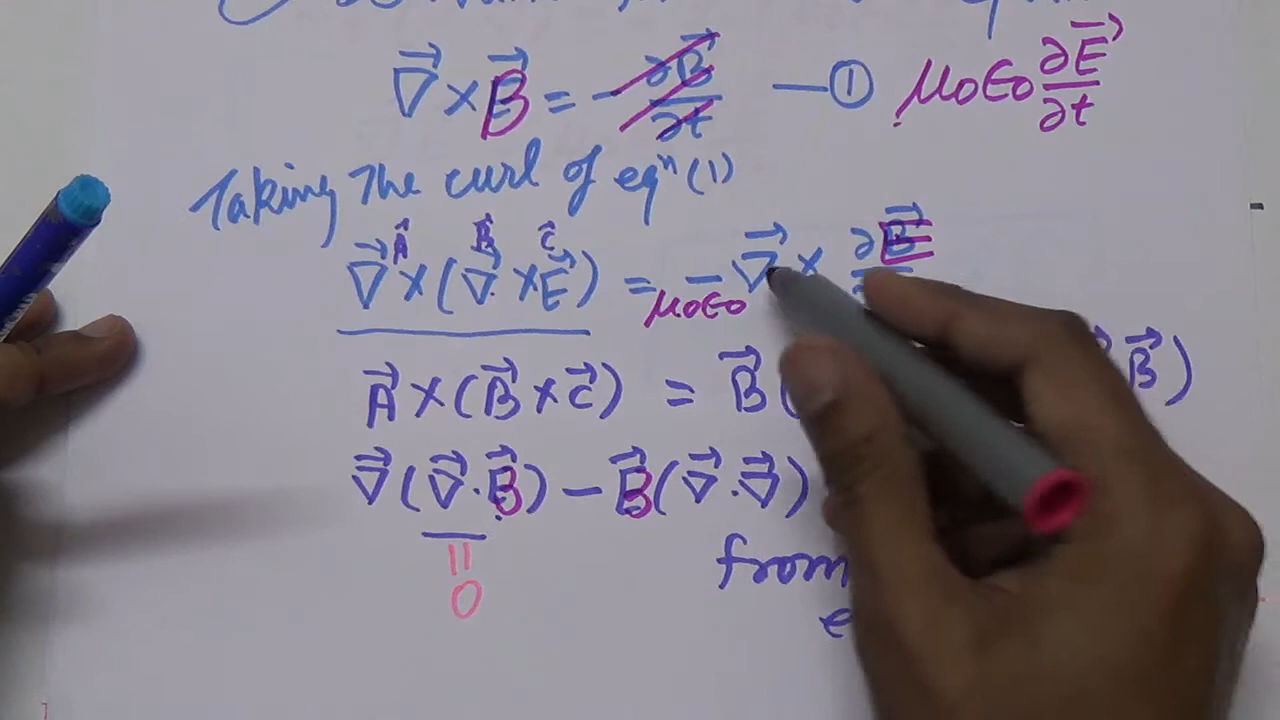 ∇⃗ × B⃗ = - ∂B⃗/∂t — ① μ₀ε₀ ∂E⃗/∂t
Taking The curl of eqⁿ (1)
A⃗ B⃗ C⃗
∇⃗ × (∇⃗ × E⃗) = - ∇⃗ × ∂B⃗
μ₀ε₀
A⃗ × (B⃗ × C⃗) = B⃗ ( B⃗)
∇⃗ (∇⃗ . B⃗) - B⃗ (∇⃗ . ∇⃗)
||
0
from